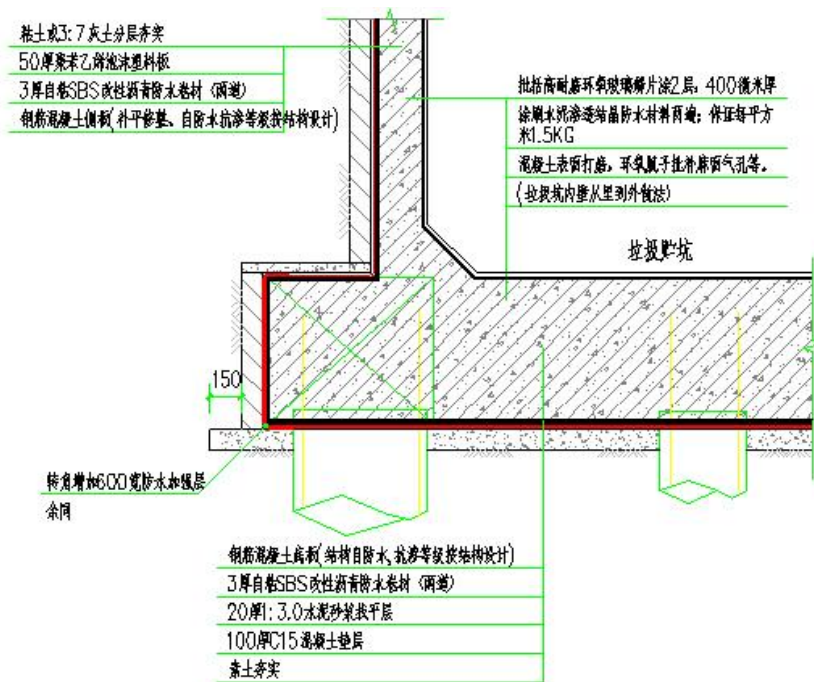 粘土或3:7灰土分层夯实
50厚聚苯乙烯泡沫塑料板
3厚自粘SBS改性沥青防水卷材（两道）
钢筋混凝土侧板(补平修整、自防水抗渗等级按结构设计)
批括高耐磨环氧玻璃鳞片涂2层，400微米厚
涂刷水泥渗透结晶防水材料两遍；保证每平方
米1.5KG
混凝土表面打磨，环氧腻子批补麻面气孔等。
(垃圾坑内壁从里到外做法)
垃圾贮坑
150
转角增加600宽防水加强层
余同
钢筋混凝土底板(结构自防水,抗渗等级按结构设计)
3厚自粘SBS改性沥青防水卷材（两道）
20厚1:3.0水泥砂浆找平层
100厚C15混凝土垫层
素土夯实